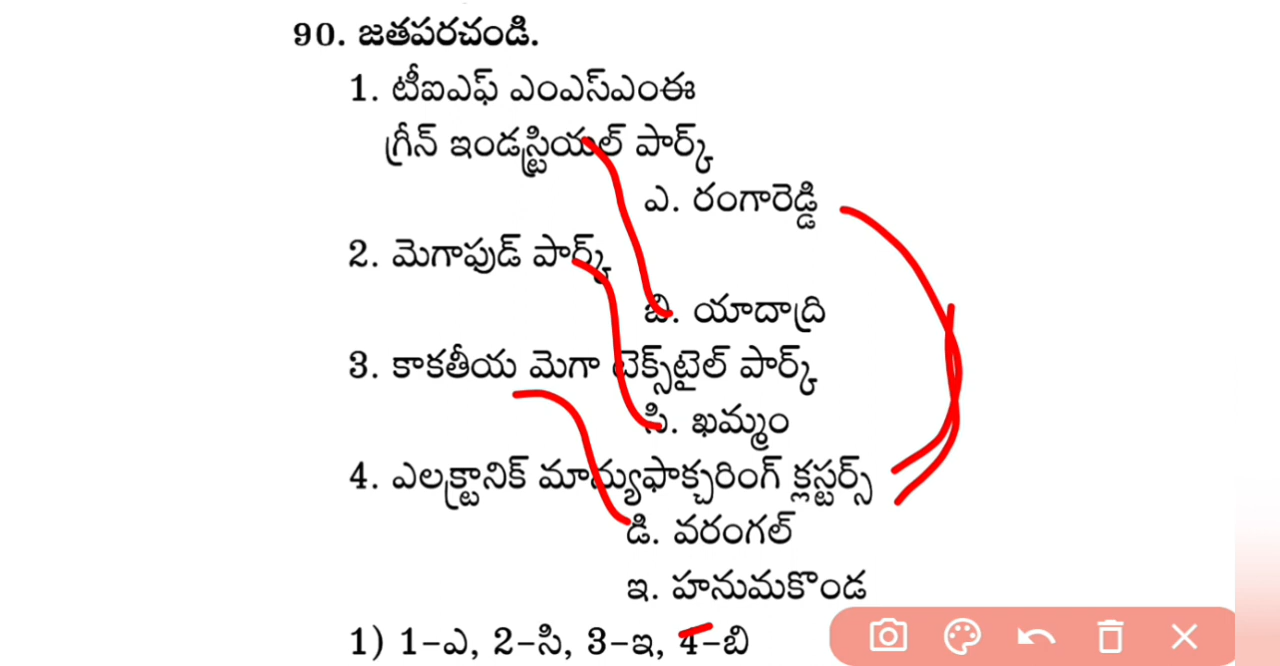 90. జతపరచండి.
1. టీఐఎఫ్ ఎంఎస్ఎంఈ
గ్రీన్ ఇండస్ట్రియల్ పార్క్
ఎ. రంగారెడ్డి
2. మెగాఫుడ్ పార్క్
బి. యాదాద్రి
3. కాకతీయ మెగా టెక్స్‌టైల్ పార్క్
సి. ఖమ్మం
4. ఎలక్ట్రానిక్ మాన్యుఫాక్చరింగ్ క్లస్టర్స్
డి. వరంగల్
ఇ. హనుమకొండ
1) 1-ఎ, 2-సి, 3-ఇ, 4-బి